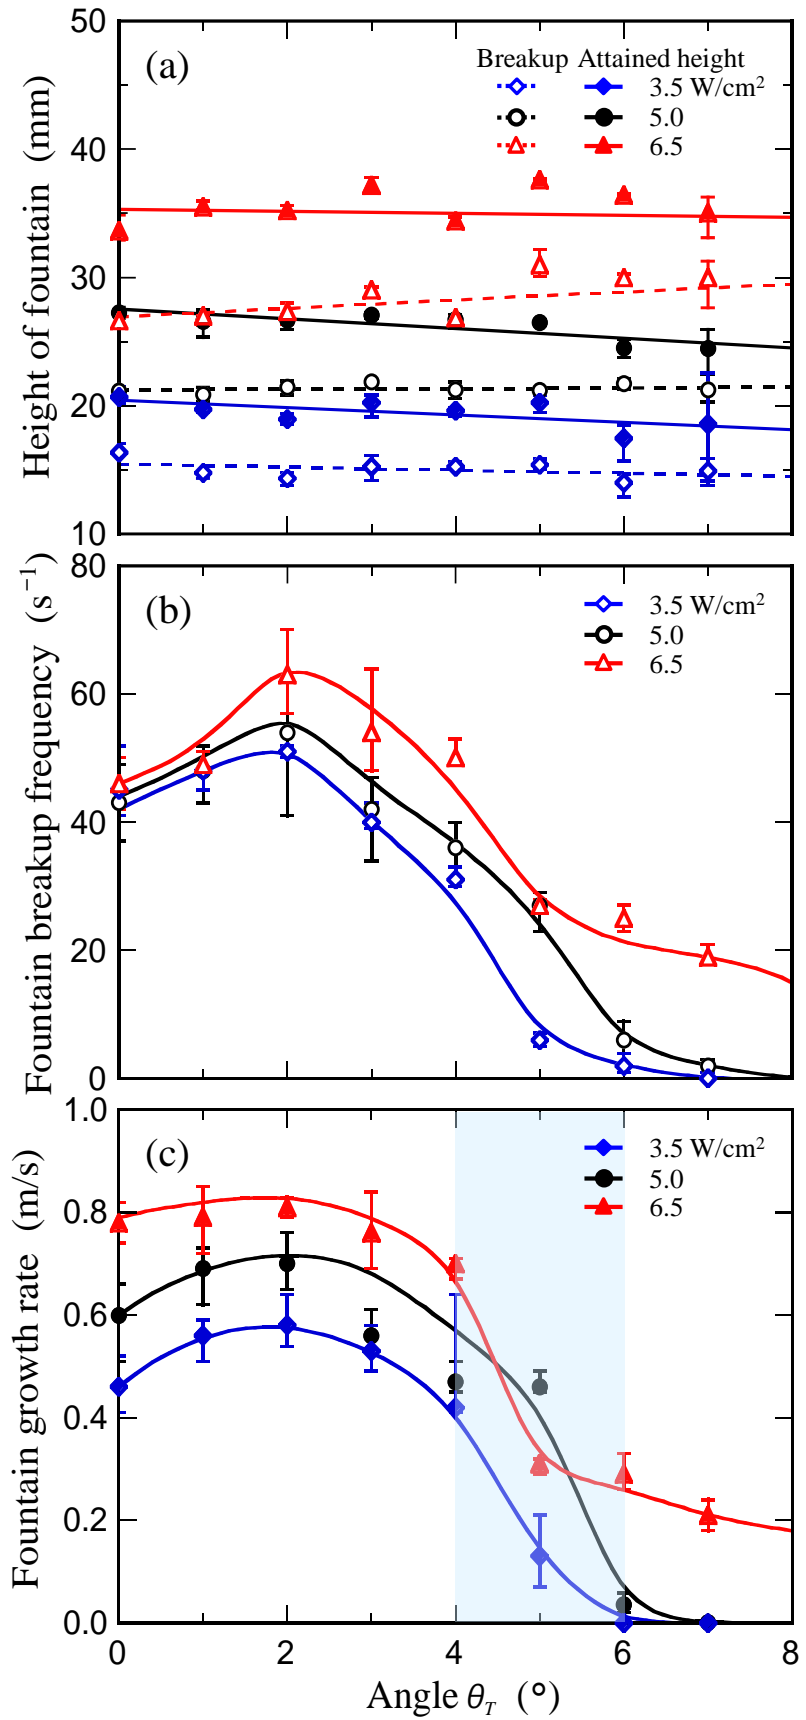 50
(a)
Breakup Attained height
3.5 W/cm²
5.0
6.5
40
30
20
10
Height of fountain (mm)
80
(b)
3.5 W/cm²
5.0
6.5
60
40
20
0
Fountain breakup frequency (s⁻¹)
1.0
(c)
3.5 W/cm²
5.0
6.5
0.8
0.6
0.4
0.2
0.0
Fountain growth rate (m/s)
0 2 4 6 8
Angle θT (°)